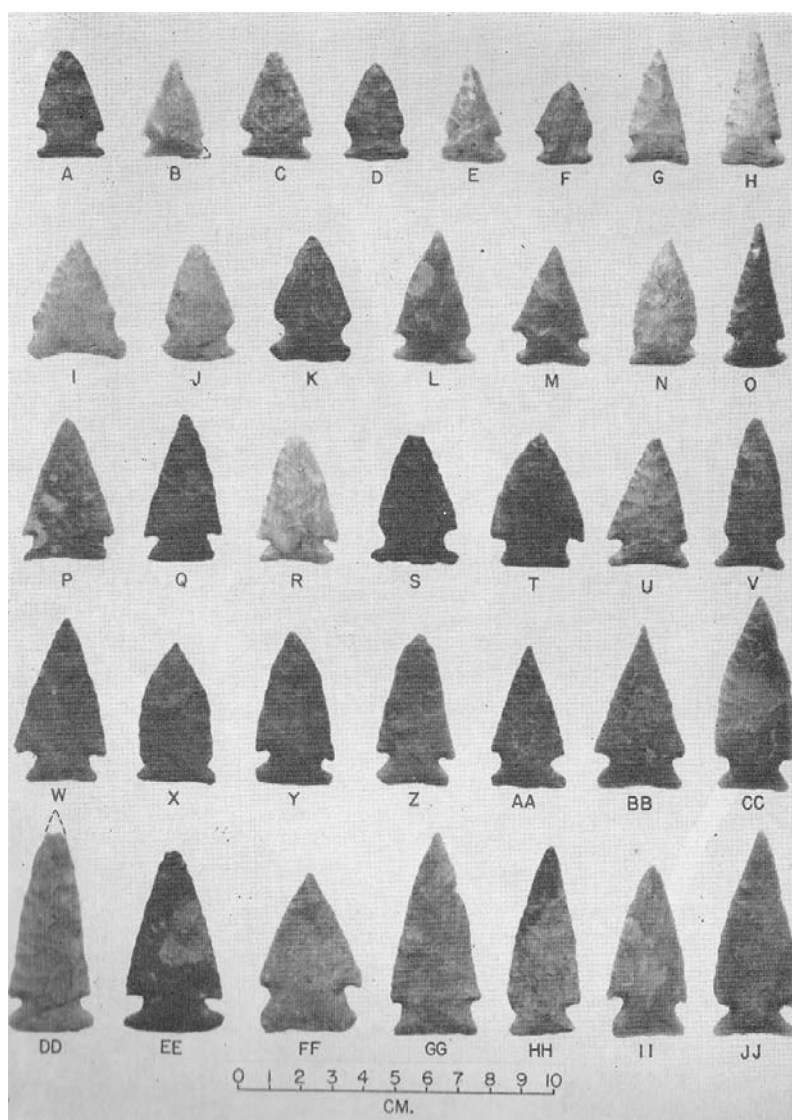 A B C D E F G H
I J K L M N O
P Q R S T U V
W X Y Z AA BB CC
DD EE FF GG HH II JJ
0 1 2 3 4 5 6 7 8 9 10
CM.